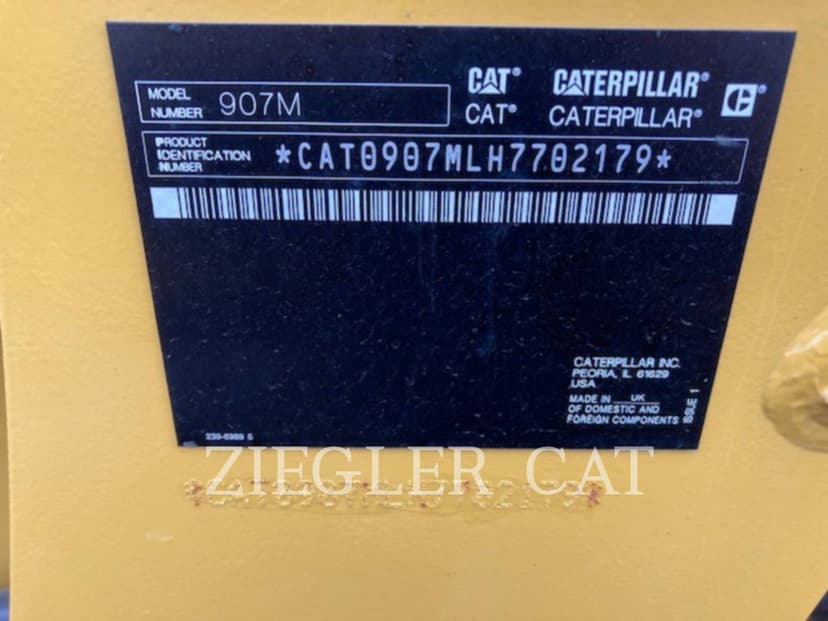 MODEL NUMBER 907M
CAT® CATERPILLAR®
CAT® CATERPILLAR®
PRODUCT IDENTIFICATION NUMBER *CAT0907MLH7702179*
CATERPILLAR INC.
PEORIA, IL 61629
USA
MADE IN UK
OF DOMESTIC AND
FOREIGN COMPONENTS
ISSUE 1
239-6989 5
ZIEGLER CAT